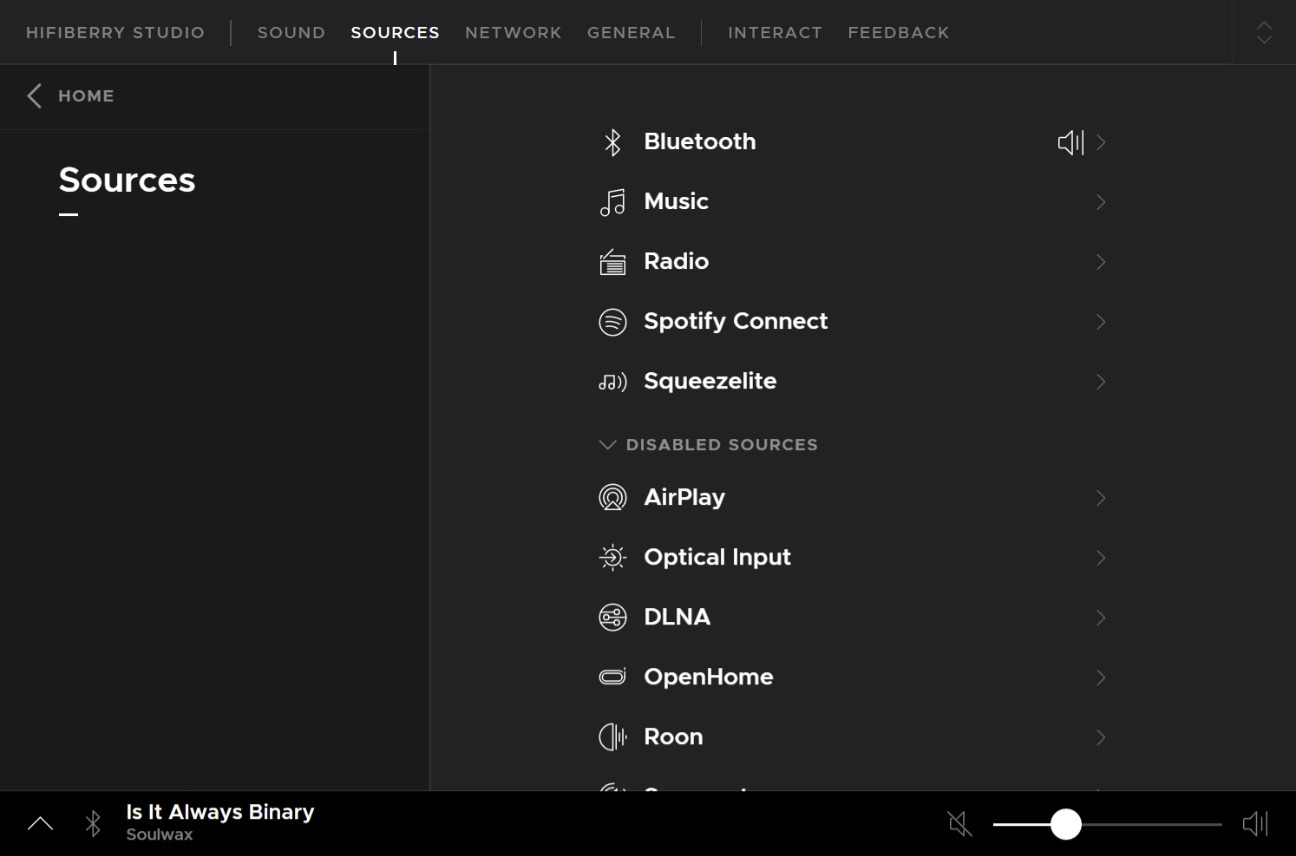 HIFIBERRY STUDIO SOUND SOURCES NETWORK GENERAL INTERACT FEEDBACK
HOME
Sources
Bluetooth
Music
Radio
Spotify Connect
Squeezelite
DISABLED SOURCES
AirPlay
Optical Input
DLNA
OpenHome
Roon
Is It Always Binary
Soulwax